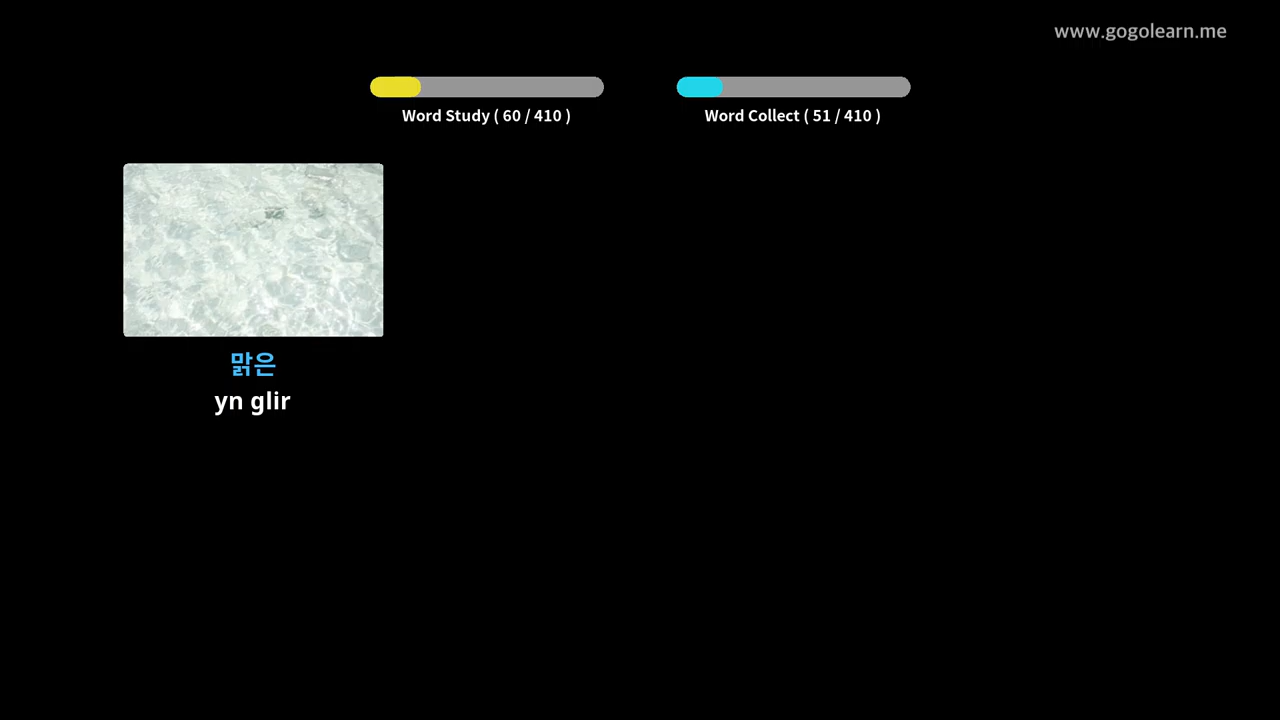 www.gogolearn.me
Word Study ( 60 / 410 )
Word Collect ( 51 / 410 )
맑은
yn glir